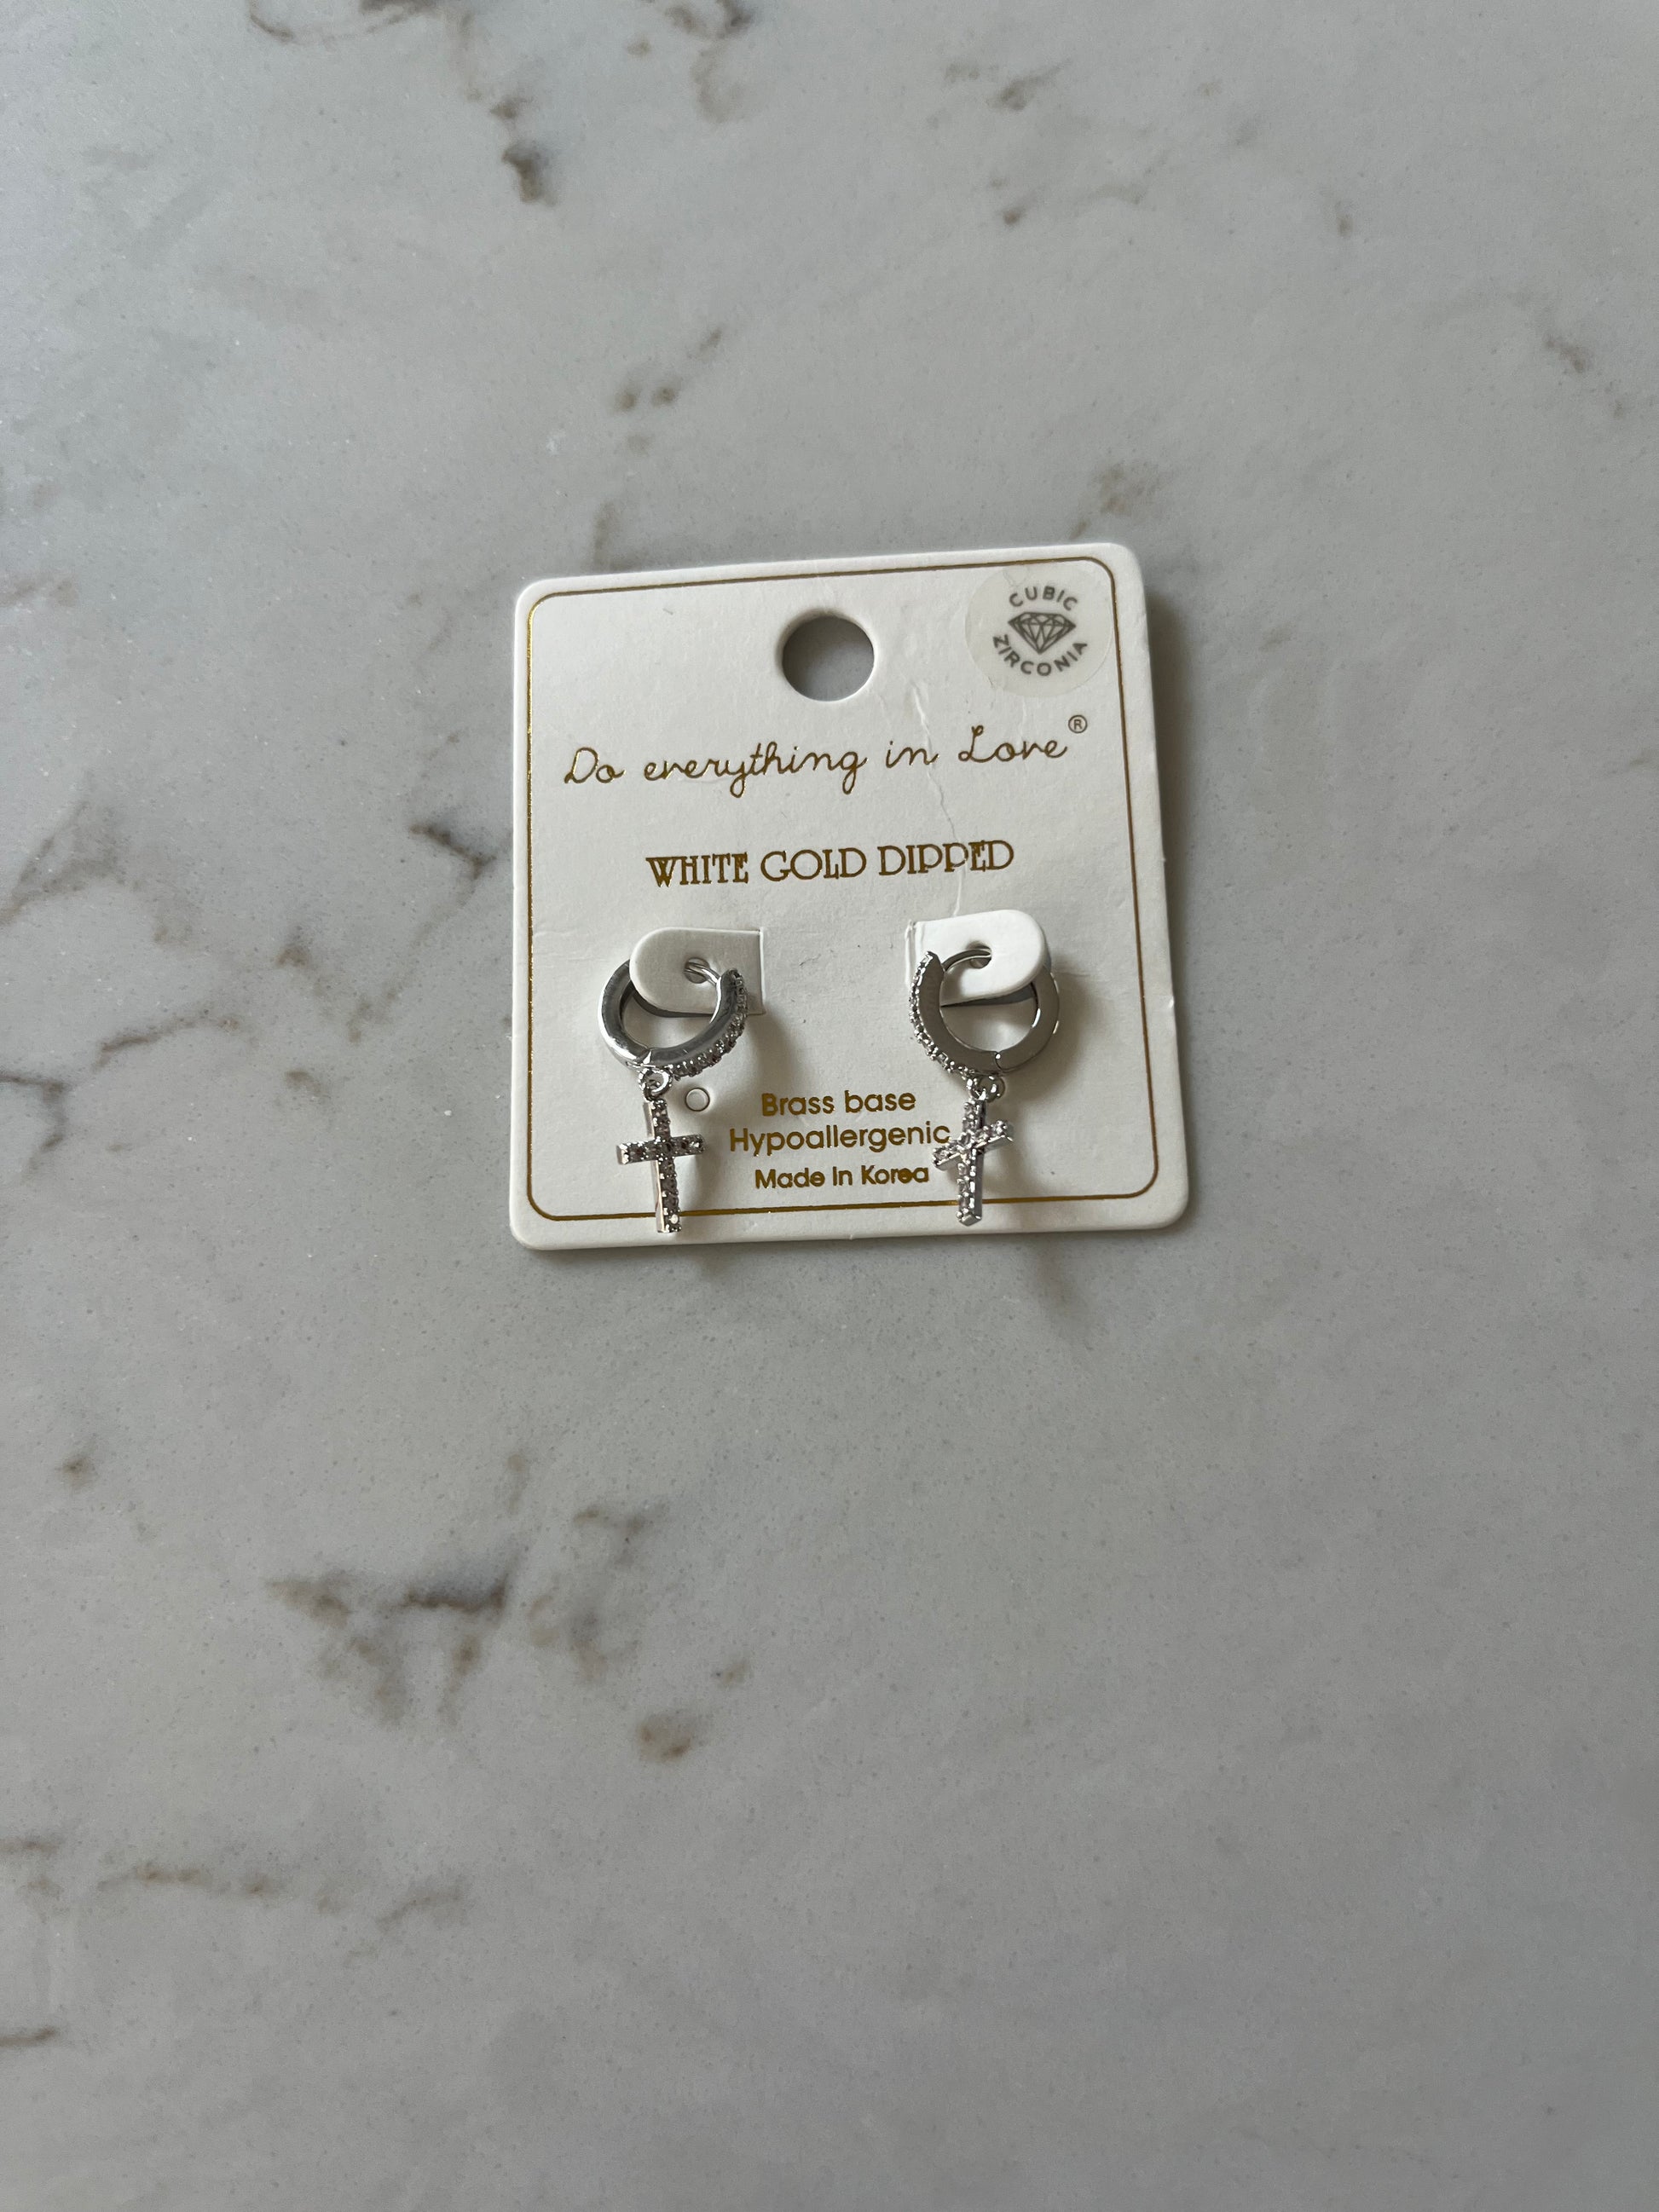 CUBIC
ZIRCONIA
Do everything in Love®
WHITE GOLD DIPPED
Brass base
Hypoallergenic
Made in Korea